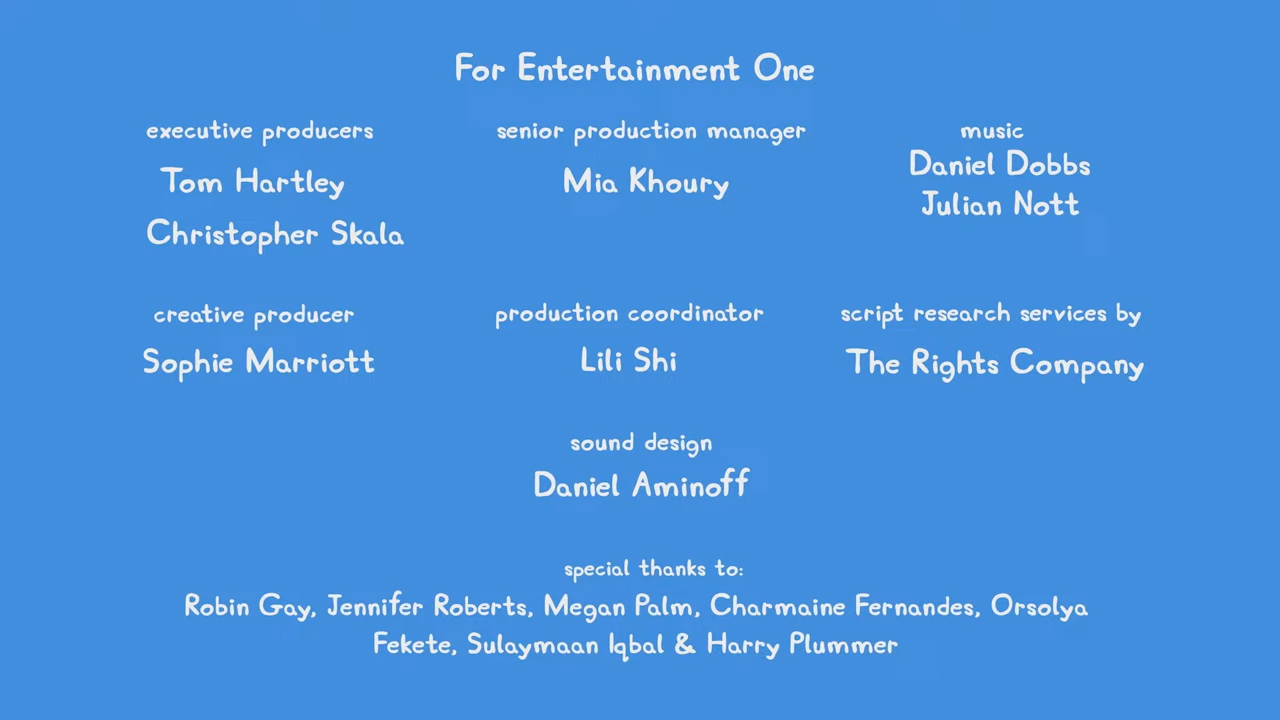 For Entertainment One
executive producers
Tom Hartley
Christopher Skala
senior production manager
Mia Khoury
music
Daniel Dobbs
Julian Nott
creative producer
Sophie Marriott
production coordinator
Lili Shi
script research services by
The Rights Company
sound design
Daniel Aminoff
special thanks to:
Robin Gay, Jennifer Roberts, Megan Palm, Charmaine Fernandes, Orsolya
Fekete, Sulaymaan Iqbal & Harry Plummer